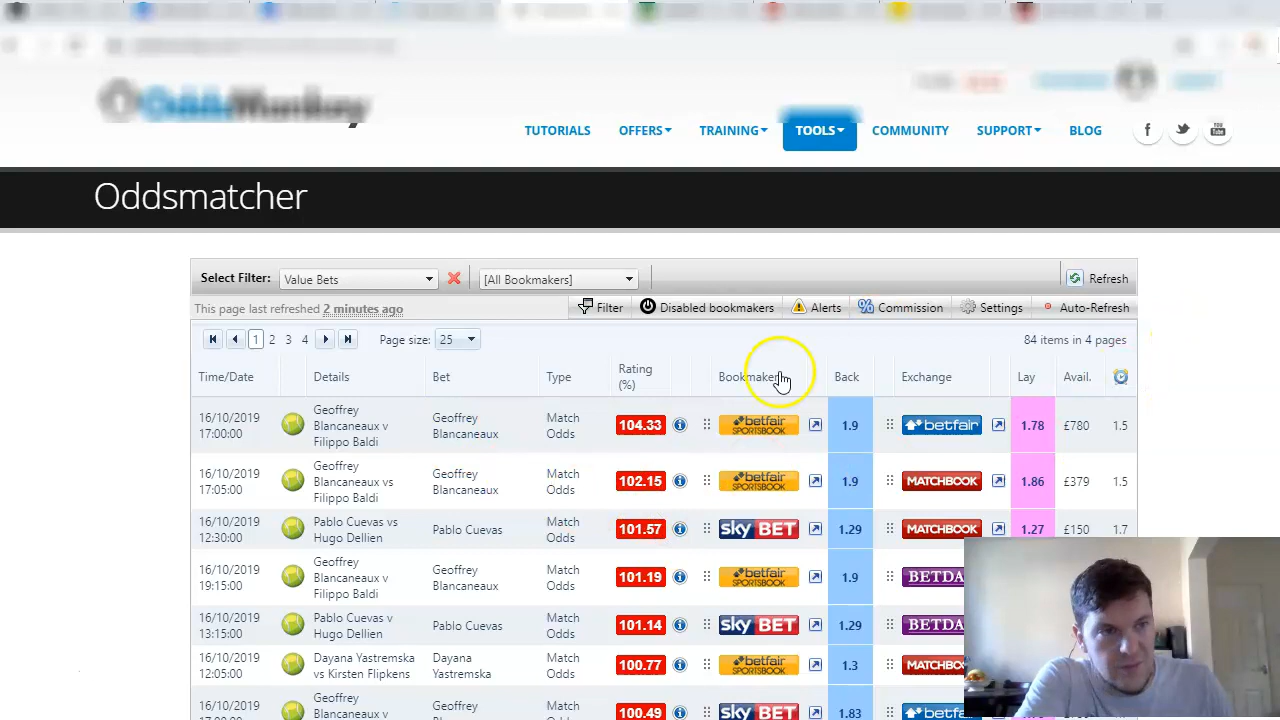 OddsMonkey
TUTORIALS OFFERS TRAINING TOOLS COMMUNITY SUPPORT BLOG
Oddsmatcher
Select Filter: Value Bets [All Bookmakers] Refresh
This page last refreshed 2 minutes ago Filter Disabled bookmakers Alerts Commission Settings Auto-Refresh
1 2 3 4 Page size: 25 84 items in 4 pages
Time/Date Details Bet Type Rating (%) Bookmaker Back Exchange Lay Avail.
16/10/2019 17:00:00 Geoffrey Blancaneaux v Filippo Baldi Geoffrey Blancaneaux Match Odds 104.33 betfair SPORTSBOOK 1.9 betfair 1.78 £780 1.5
16/10/2019 17:05:00 Geoffrey Blancaneaux vs Filippo Baldi Geoffrey Blancaneaux Match Odds 102.15 betfair SPORTSBOOK 1.9 MATCHBOOK 1.86 £379 1.5
16/10/2019 12:30:00 Pablo Cuevas vs Hugo Dellien Pablo Cuevas Match Odds 101.57 sky BET 1.29 MATCHBOOK 1.27 £150 1.7
16/10/2019 19:15:00 Geoffrey Blancaneaux v Filippo Baldi Geoffrey Blancaneaux Match Odds 101.19 betfair SPORTSBOOK 1.9 BETDA
16/10/2019 13:15:00 Pablo Cuevas v Hugo Dellien Pablo Cuevas Match Odds 101.14 sky BET 1.29 BETDA
16/10/2019 12:05:00 Dayana Yastremska vs Kirsten Flipkens Dayana Yastremska Match Odds 100.77 betfair SPORTSBOOK 1.3 MATCHBOO
16/10/2019 Geoffrey Blancaneaux v Geoffrey Match 100.49 sky BET 1.83 betfair